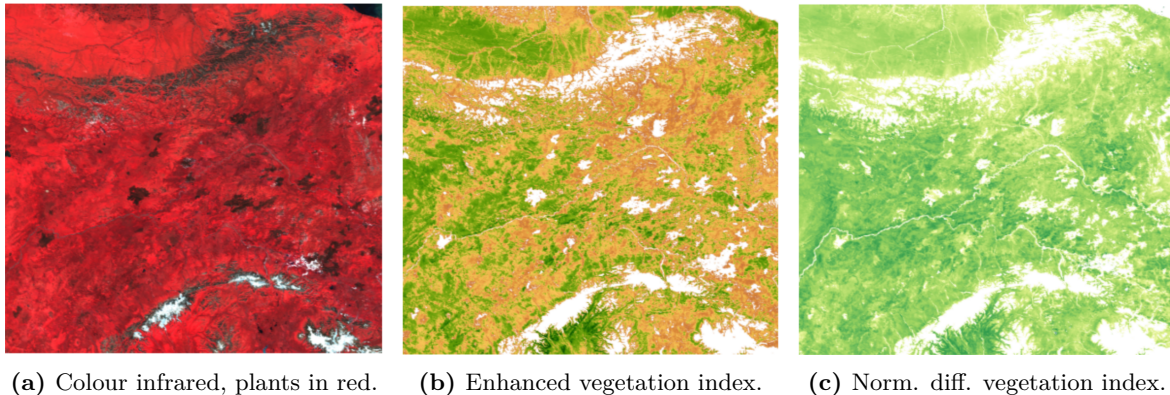 (a) Colour infrared, plants in red.
(b) Enhanced vegetation index.
(c) Norm. diff. vegetation index.